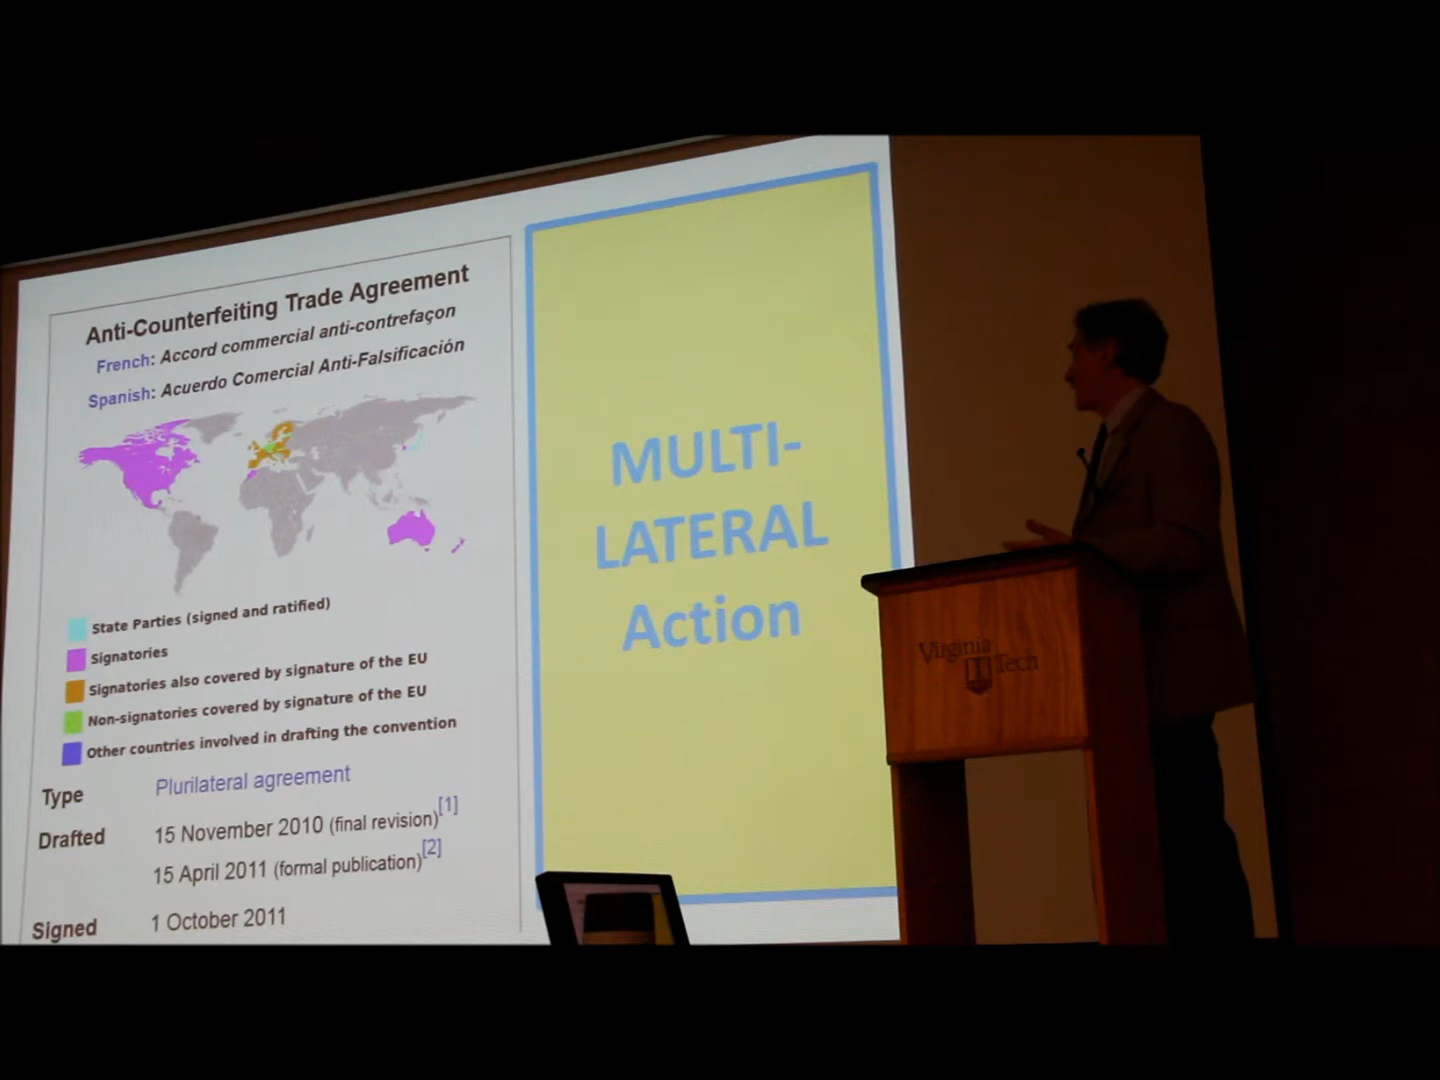 Anti-Counterfeiting Trade Agreement
French: Accord commercial anti-contrefaçon
Spanish: Acuerdo Comercial Anti-Falsificación
State Parties (signed and ratified)
Signatories
Signatories also covered by signature of the EU
Non-signatories covered by signature of the EU
Other countries involved in drafting the convention
Type Plurilateral agreement
Drafted 15 November 2010 (final revision)[1]
15 April 2011 (formal publication)[2]
Signed 1 October 2011
MULTI-
LATERAL
Action
Virginia
Tech